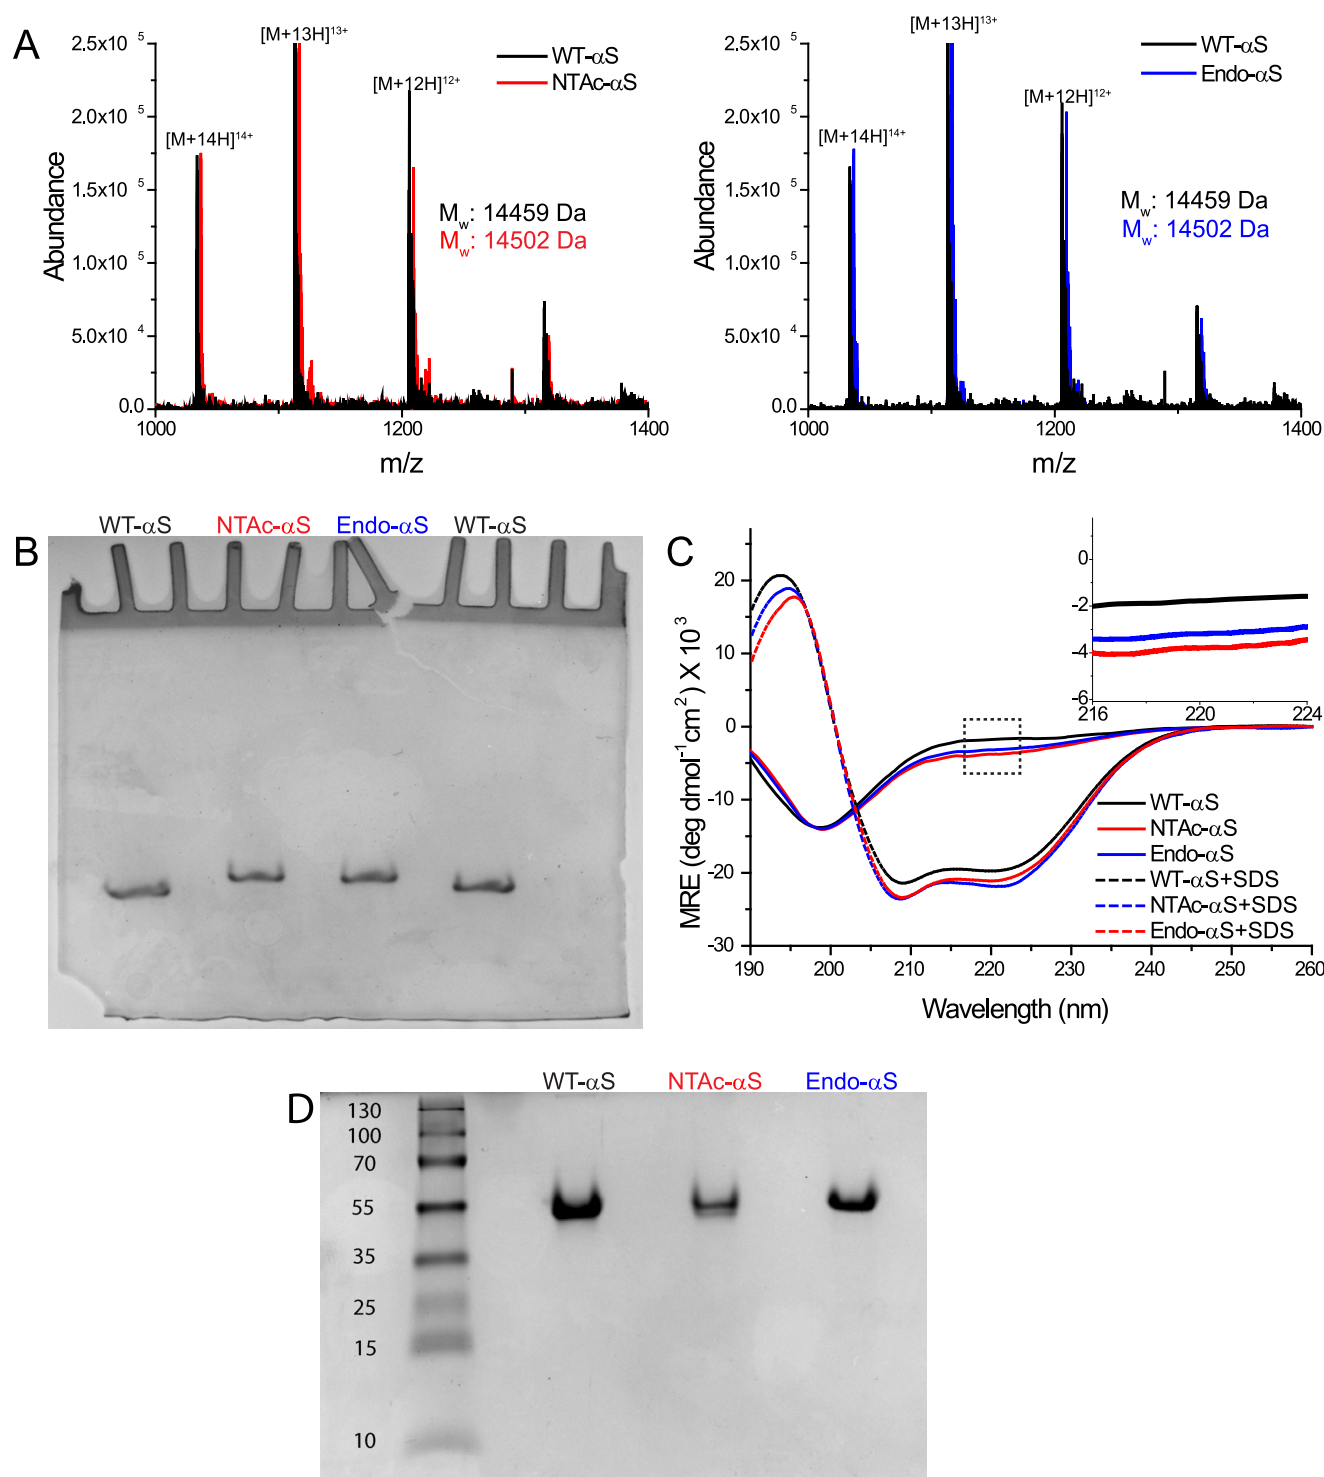 A
[M+13H]13+
2.5x10 5
WT-αS
NTAc-αS
[M+12H]12+
2.0x10 5
[M+14H]14+
1.5x10 5
Mw: 14459 Da
Mw: 14502 Da
1.0x10 5
5.0x10 4
0.0
1000 1200 1400
Abundance
m/z
[M+13H]13+
2.5x10 5
WT-αS
Endo-αS
[M+12H]12+
2.0x10 5
[M+14H]14+
1.5x10 5
Mw: 14459 Da
Mw: 14502 Da
1.0x10 5
5.0x10 4
0.0
1000 1200 1400
Abundance
m/z
B
WT-αS NTAc-αS Endo-αS WT-αS
C
20
10
0
-10
-20
-30
190 200 210 220 230 240 250 260
MRE (deg dmol-1cm2) X 103
Wavelength (nm)
0
-2
-4
-6
216 220 224
WT-αS
NTAc-αS
Endo-αS
WT-αS+SDS
NTAc-αS+SDS
Endo-αS+SDS
D
WT-αS NTAc-αS Endo-αS
130
100
70
55
35
25
15
10